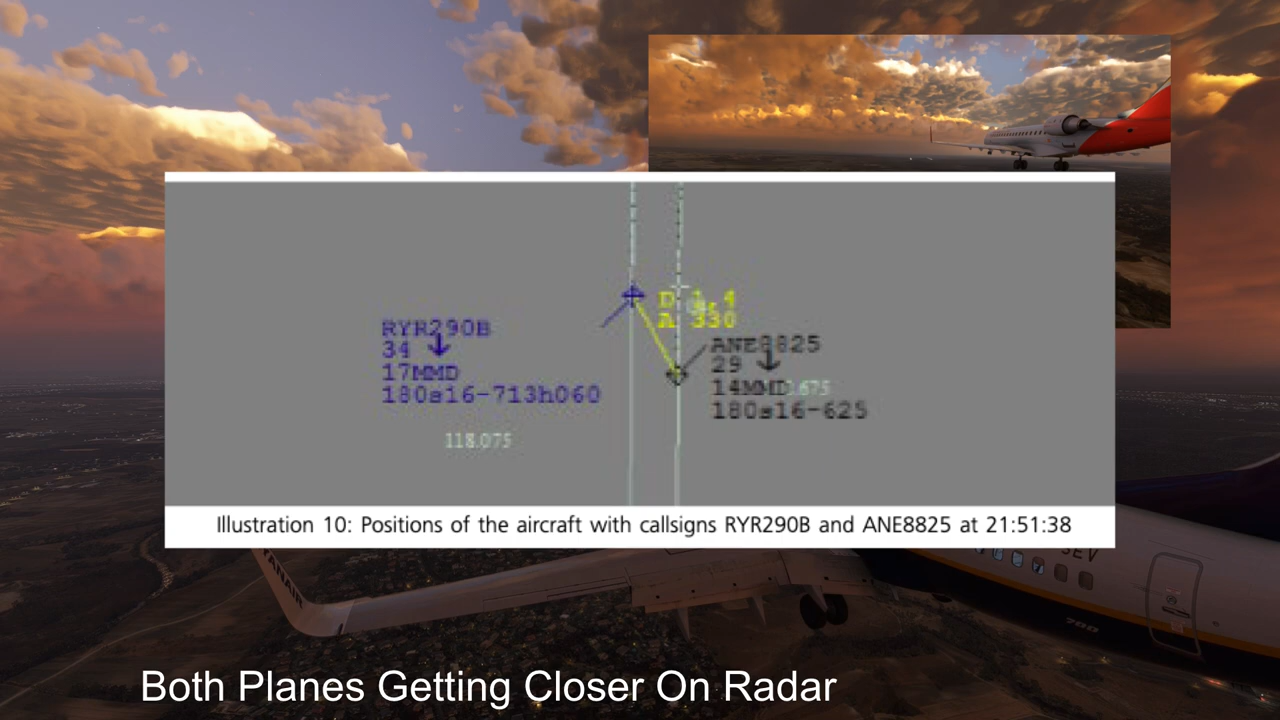 RYR290B
34
17MMD
180s16-713h060
118.075
D 1,4
A 330
ANE8825
29
14MMD
180s16-625
Illustration 10: Positions of the aircraft with callsigns RYR290B and ANE8825 at 21:51:38
Both Planes Getting Closer On Radar